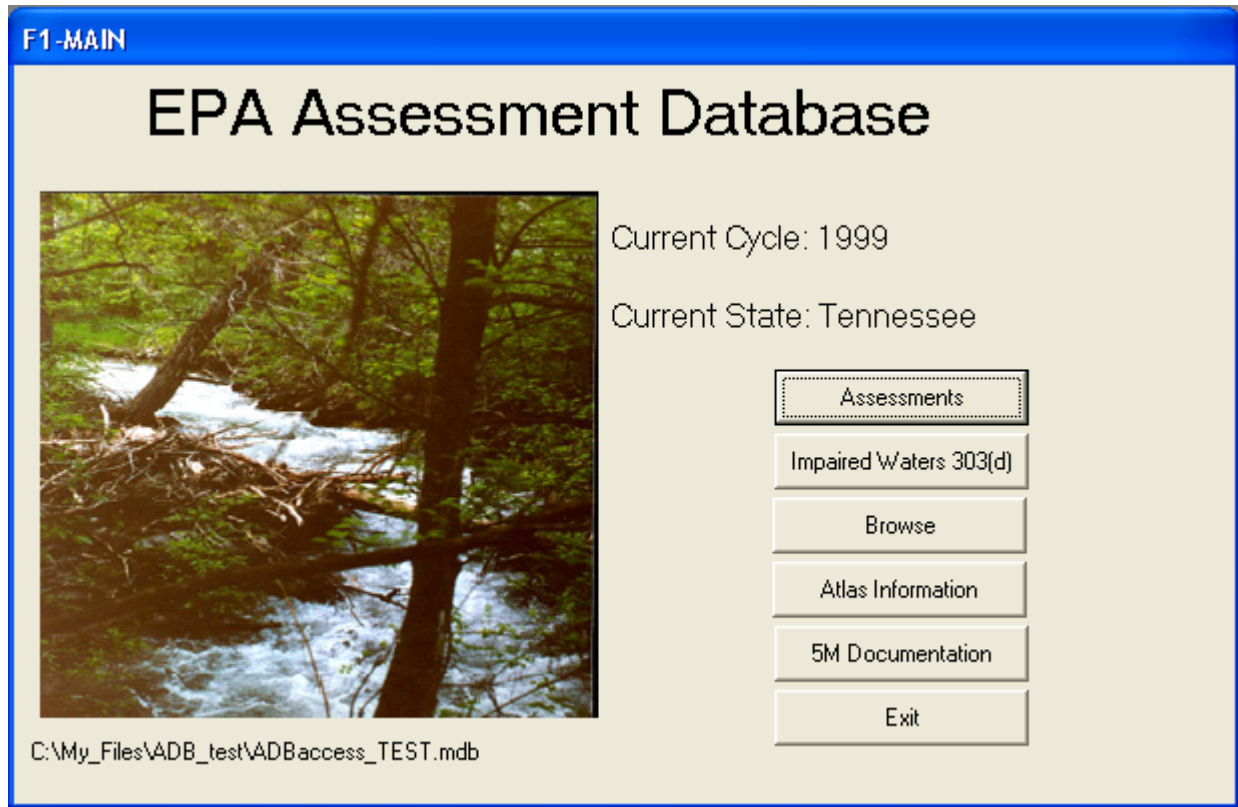 F1-MAIN
EPA Assessment Database
Current Cycle: 1999
Current State: Tennessee
Assessments
Impaired Waters 303(d)
Browse
Atlas Information
5M Documentation
Exit
C:\My_Files\ADB_test\ADBaccess_TEST.mdb